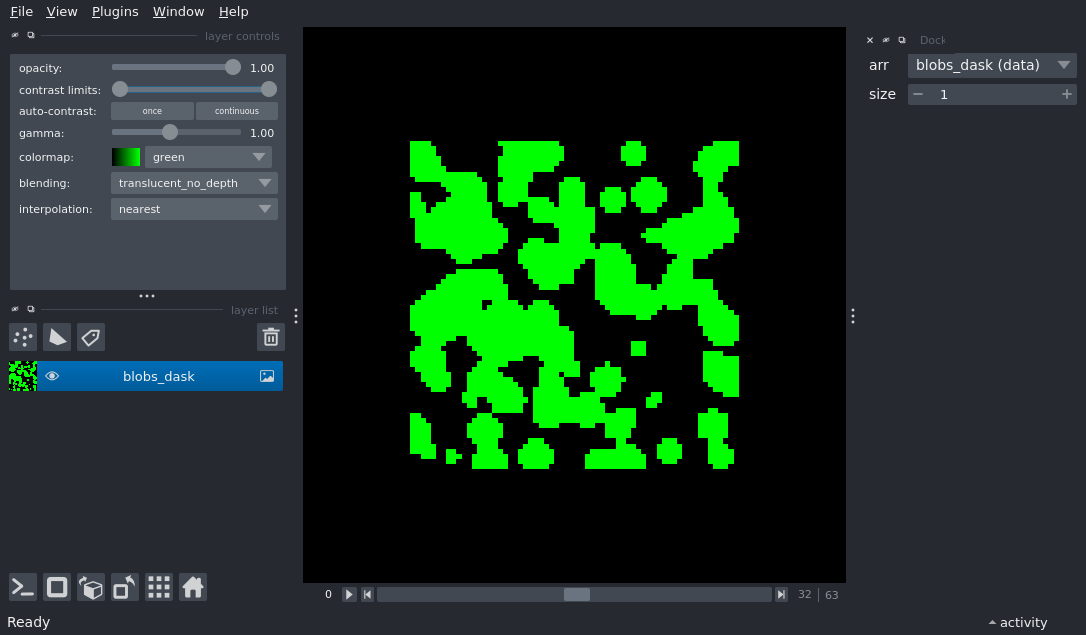 File View Plugins Window Help
layer controls
opacity: 1.00
contrast limits:
auto-contrast: once continuous
gamma: 1.00
colormap: green
blending: translucent_no_depth
interpolation: nearest
layer list
blobs_dask
0 32 63
Dock
arr blobs_dask (data)
size 1
Ready activity